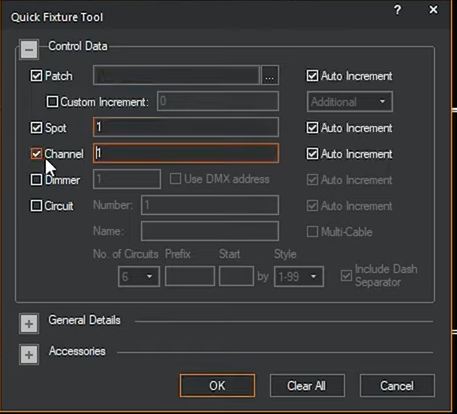 Quick Fixture Tool ? ×
Control Data
Patch ... Auto Increment
Custom Increment: 0 Additional
Spot 1 Auto Increment
Channel 1 Auto Increment
Dimmer 1 Use DMX address Auto Increment
Circuit Number: 1 Auto Increment
Name: Multi-Cable
No. of Circuits Prefix Start Style
6 by 1-99 Include Dash Separator
General Details
Accessories
OK Clear All Cancel